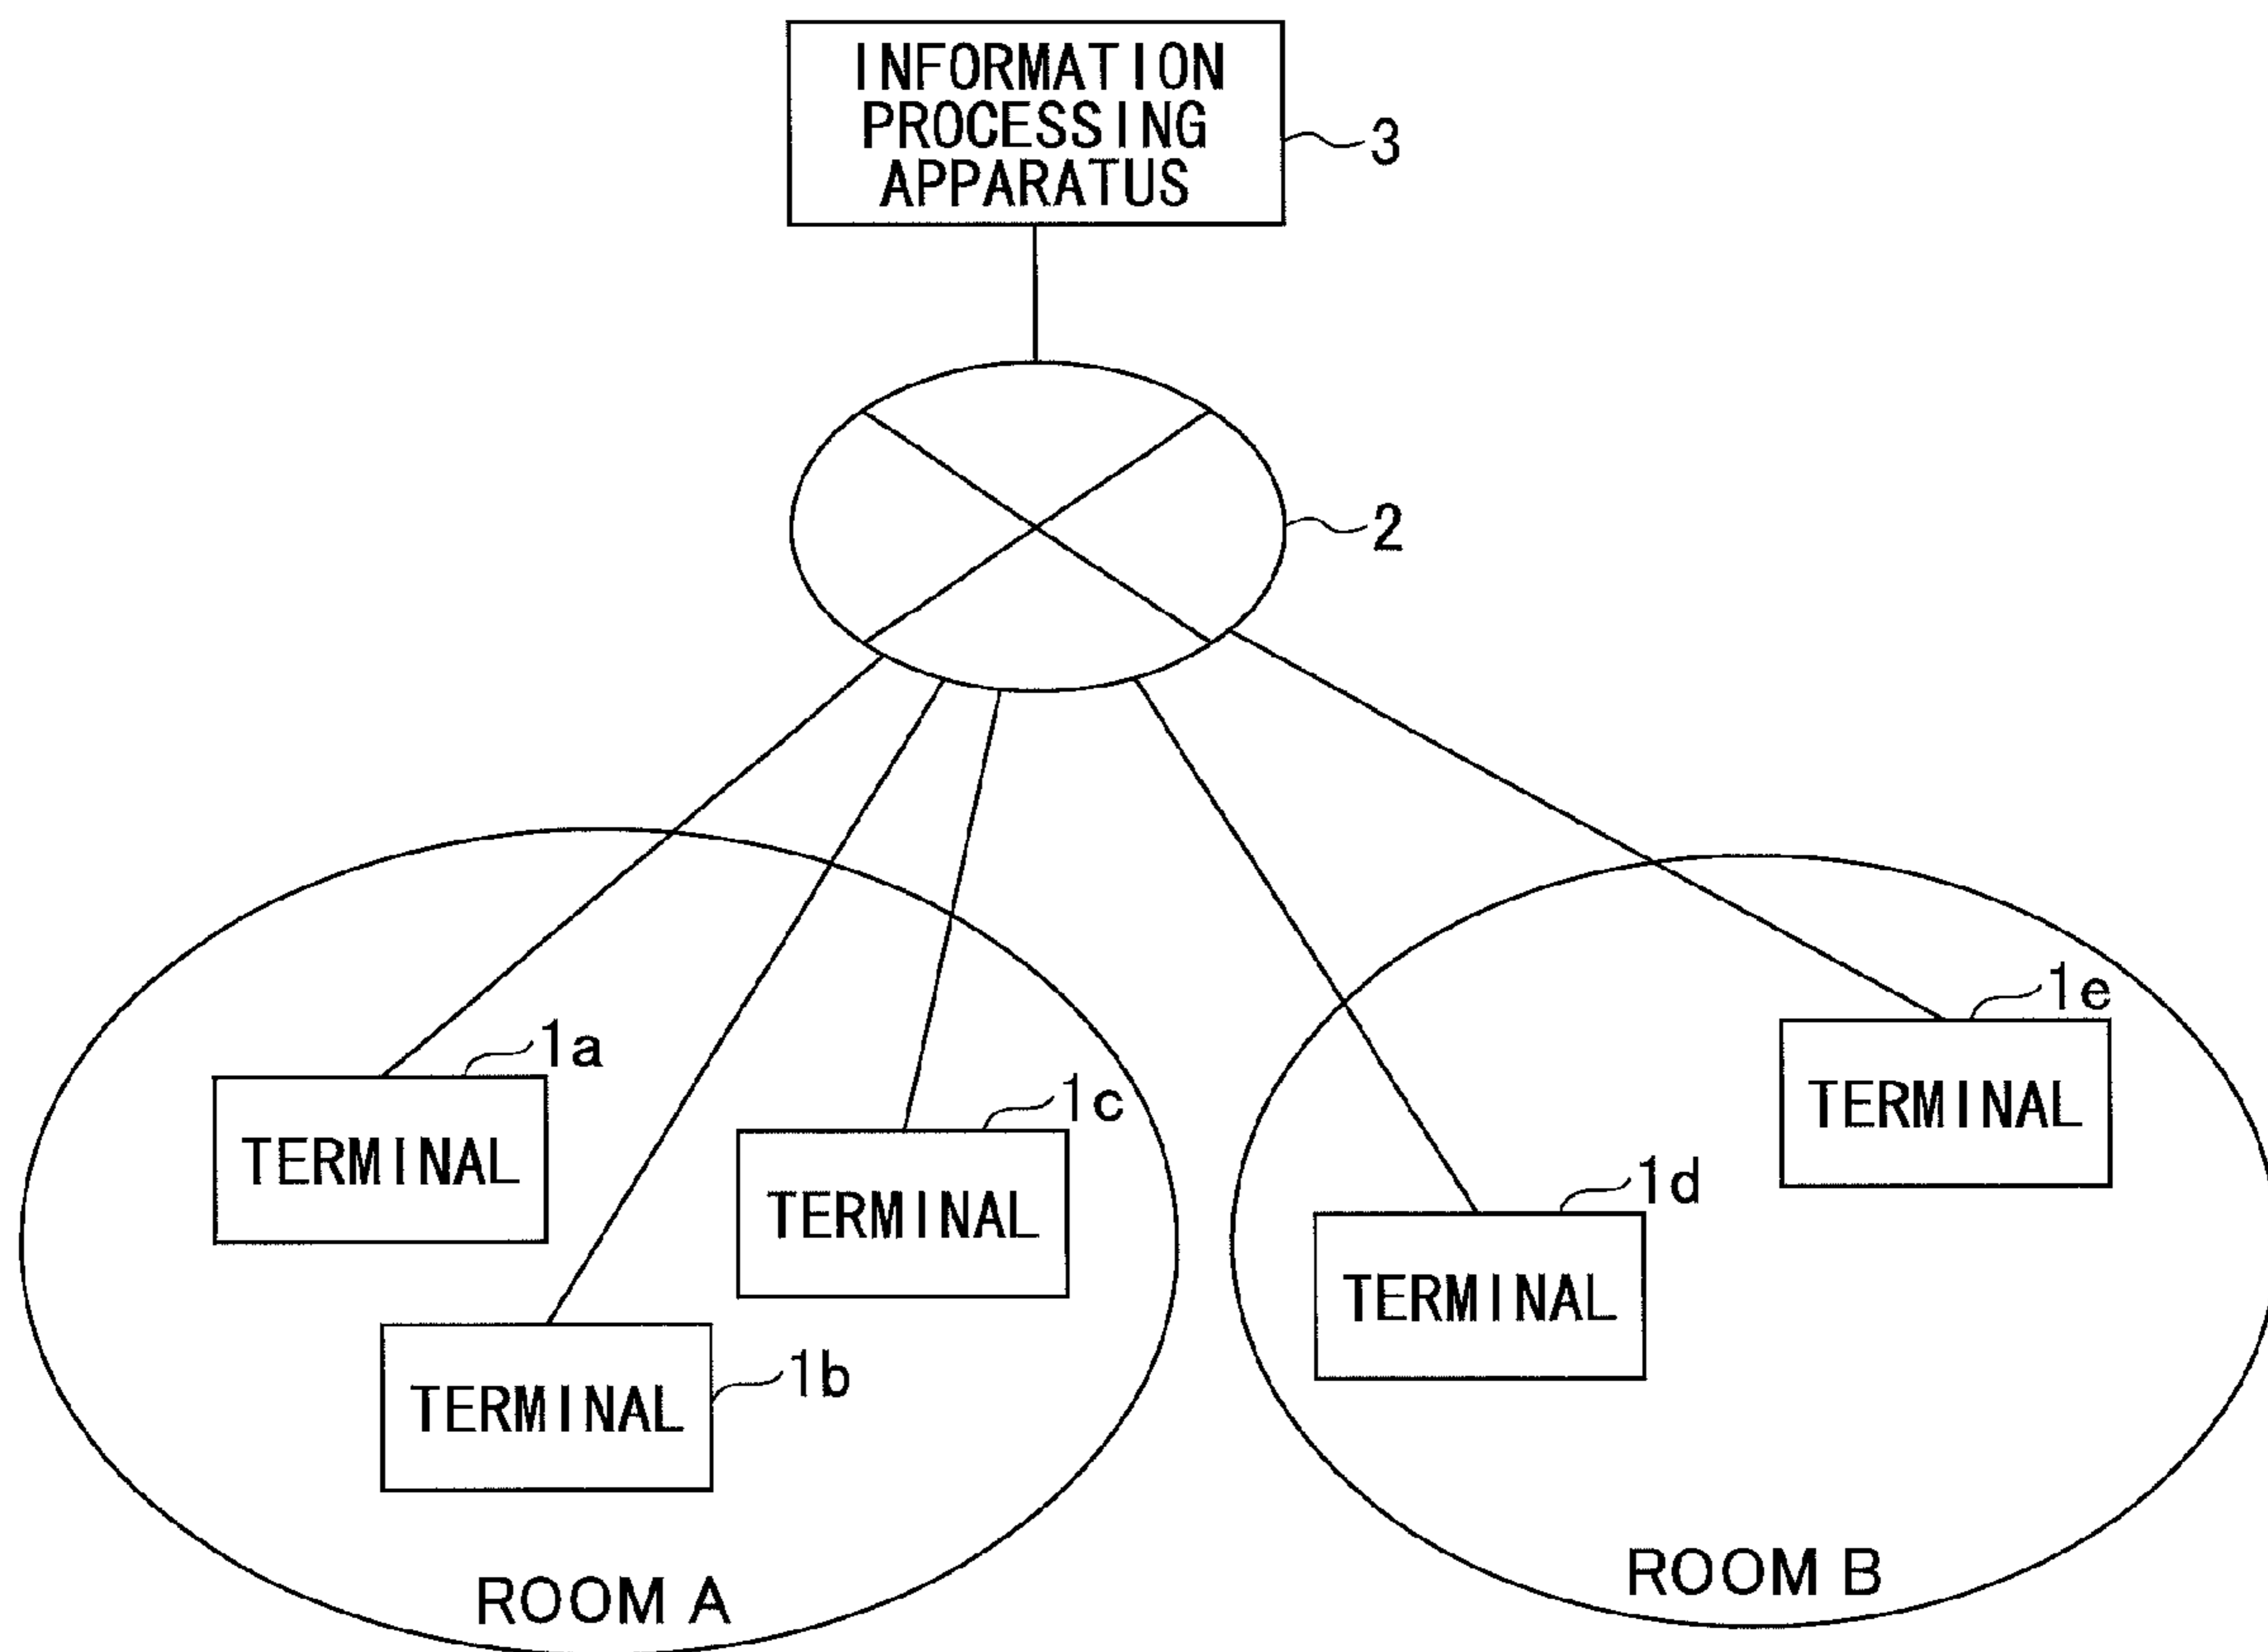 INFORMATION
PROCESSING
APPARATUS
3
2
1a
TERMINAL
1c
TERMINAL
1b
TERMINAL
ROOM A
1e
TERMINAL
1d
TERMINAL
ROOM B